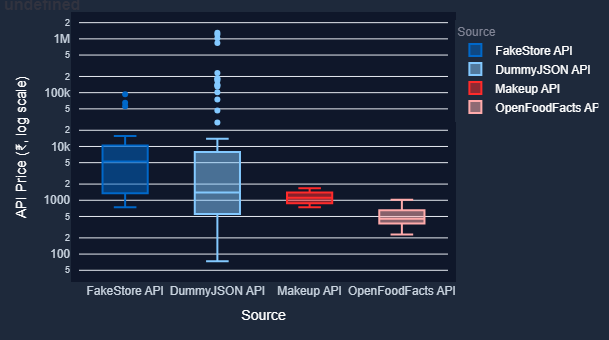 undefined
API Price (₹, log scale)
2
1M
5
2
100k
5
2
10k
5
2
1000
5
2
100
5
FakeStore API
DummyJSON API
Makeup API
OpenFoodFacts API
Source
Source
FakeStore API
DummyJSON API
Makeup API
OpenFoodFacts AP